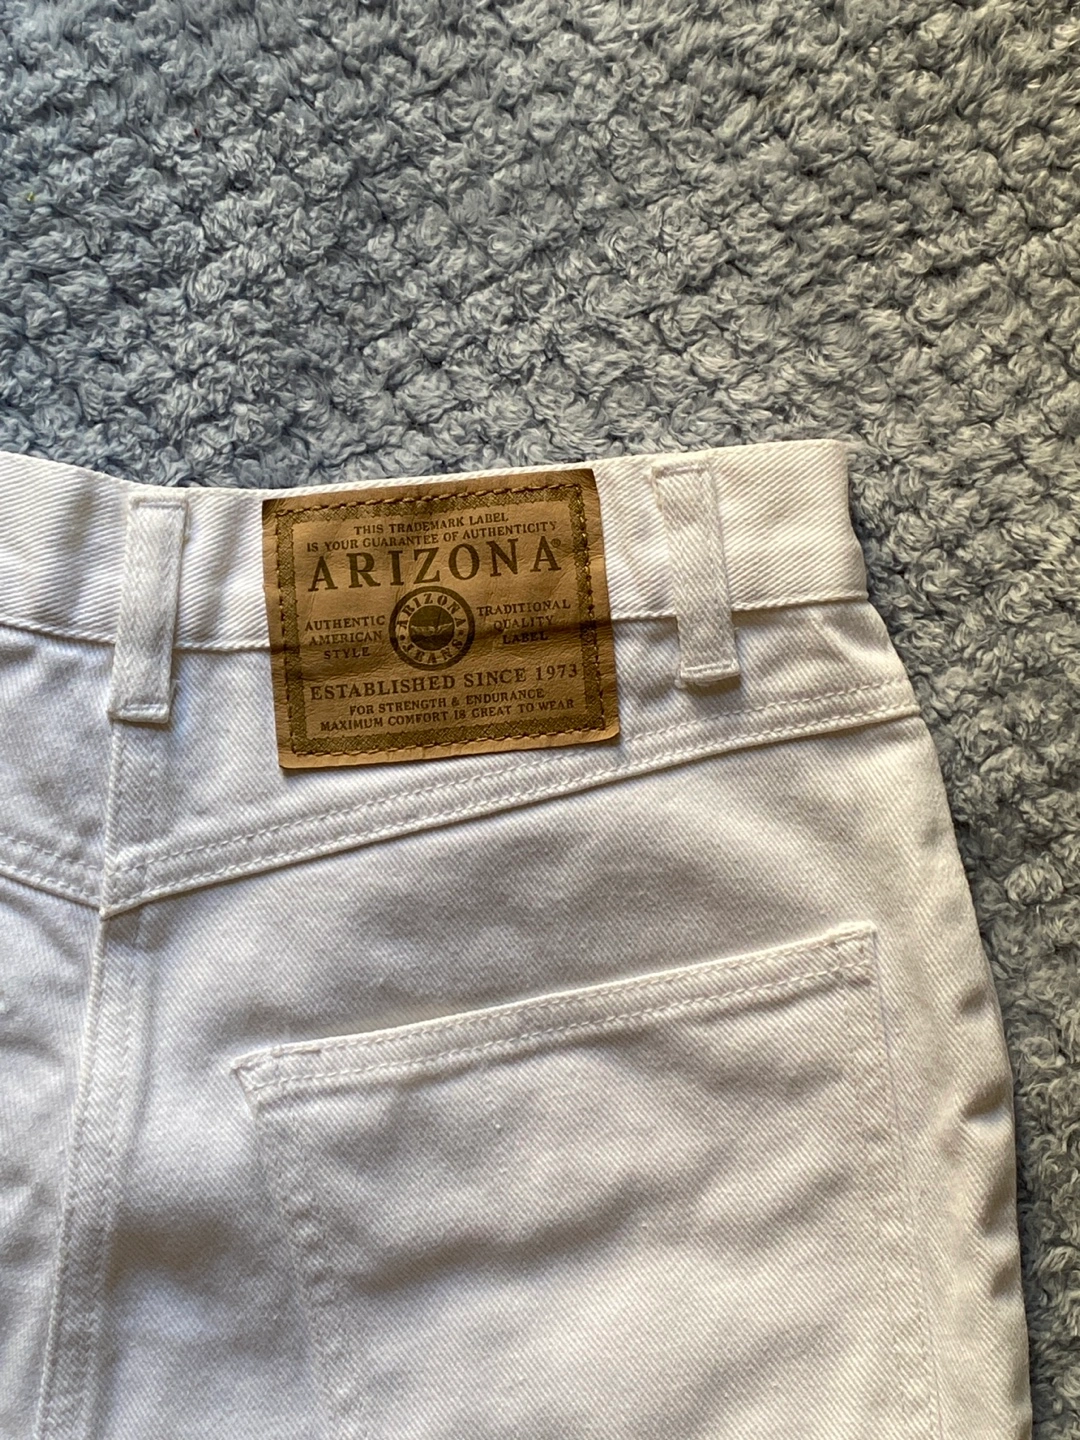 THIS TRADEMARK LABEL
IS YOUR GUARANTEE OF AUTHENTICITY
ARIZONA®
AUTHENTIC
AMERICAN
STYLE
ARIZONA
JEANS
TRADITIONAL
QUALITY
LABEL
ESTABLISHED SINCE 1973
FOR STRENGTH & ENDURANCE
MAXIMUM COMFORT IS GREAT TO WEAR